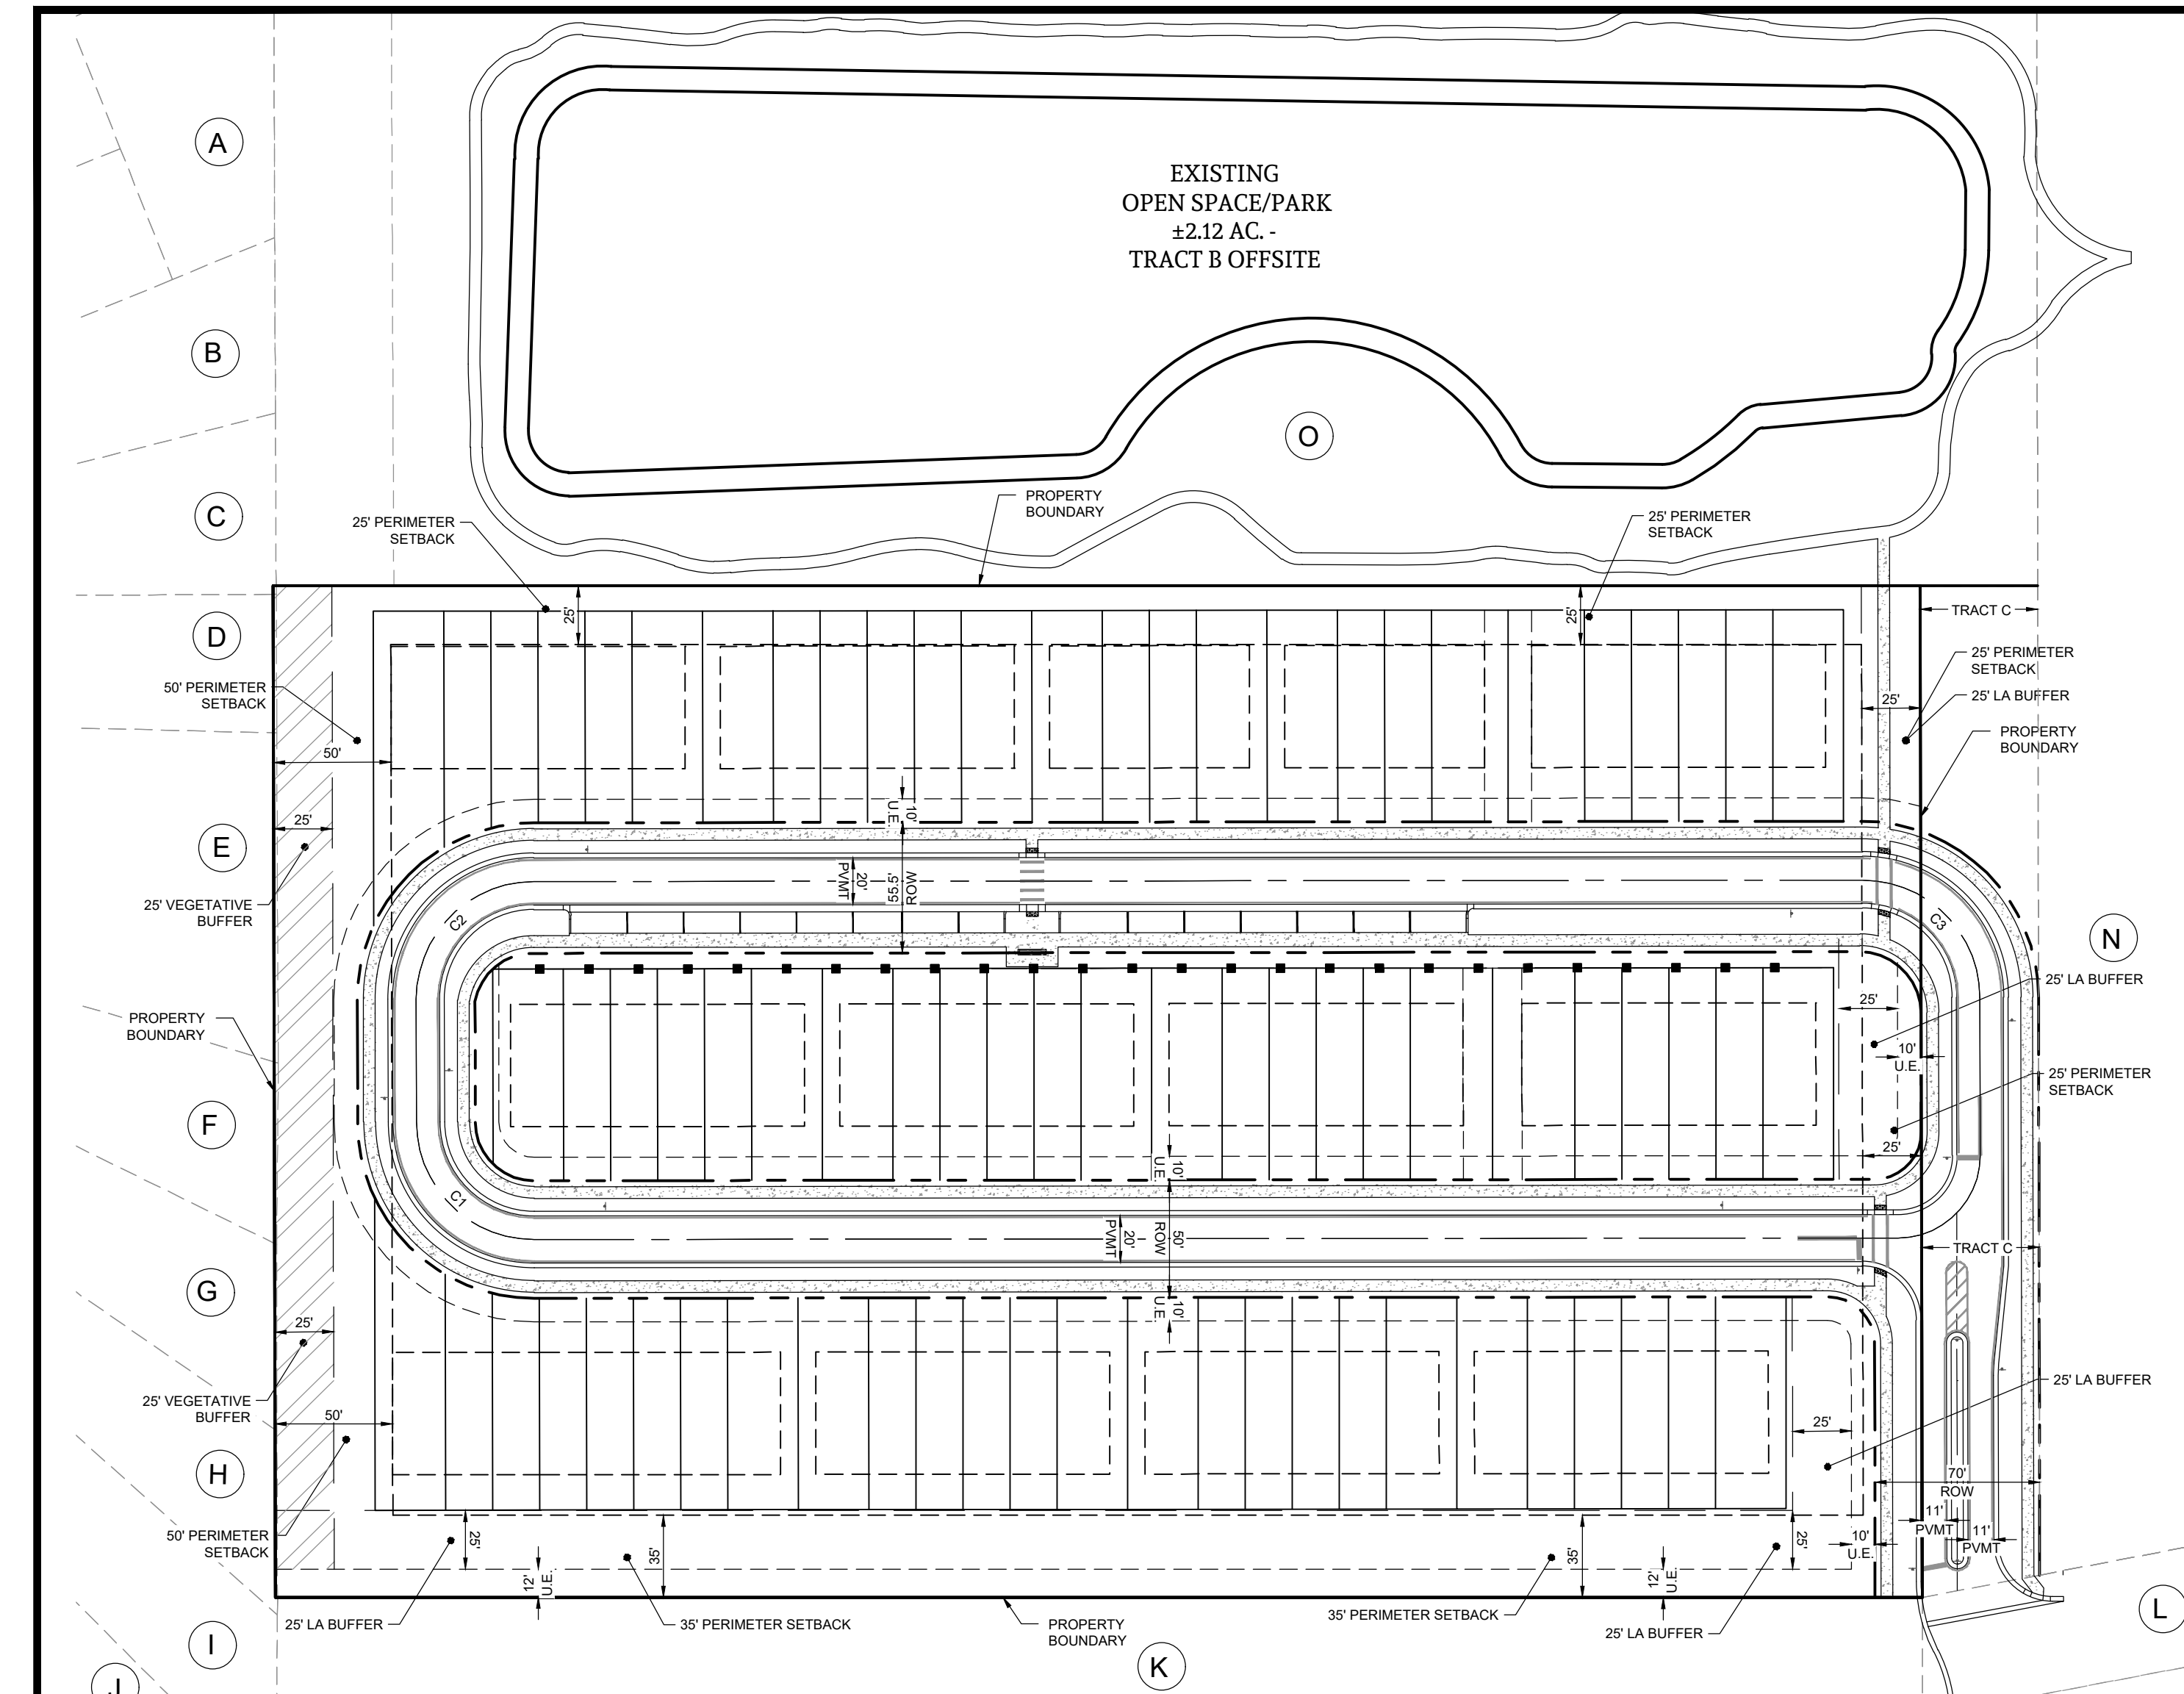 A
EXISTING
OPEN SPACE/PARK
±2.12 AC. -
TRACT B OFFSITE
B
O
C
PROPERTY
BOUNDARY
25' PERIMETER
SETBACK
25' PERIMETER
SETBACK
D
25'
25'
TRACT C
25' PERIMETER
SETBACK
50' PERIMETER
SETBACK
25'
25' LA BUFFER
PROPERTY
BOUNDARY
50'
10'
U.E.
25'
E
20'
PVMT
55.5'
ROW
25' VEGETATIVE
BUFFER
C2
C3
N
25' LA BUFFER
25'
PROPERTY
BOUNDARY
10'
U.E.
25' PERIMETER
SETBACK
F
25'
10'
U.E.
C1
20'
PVMT
50'
ROW
TRACT C
G
10'
U.E.
25'
25' LA BUFFER
25' VEGETATIVE
BUFFER
50'
25'
H
70'
ROW
11'
PVMT
11'
PVMT
50' PERIMETER
SETBACK
25'
35'
35'
25'
10'
U.E.
12'
U.E.
12'
U.E.
25' LA BUFFER
35' PERIMETER SETBACK
PROPERTY
BOUNDARY
35' PERIMETER SETBACK
25' LA BUFFER
L
I
K
J